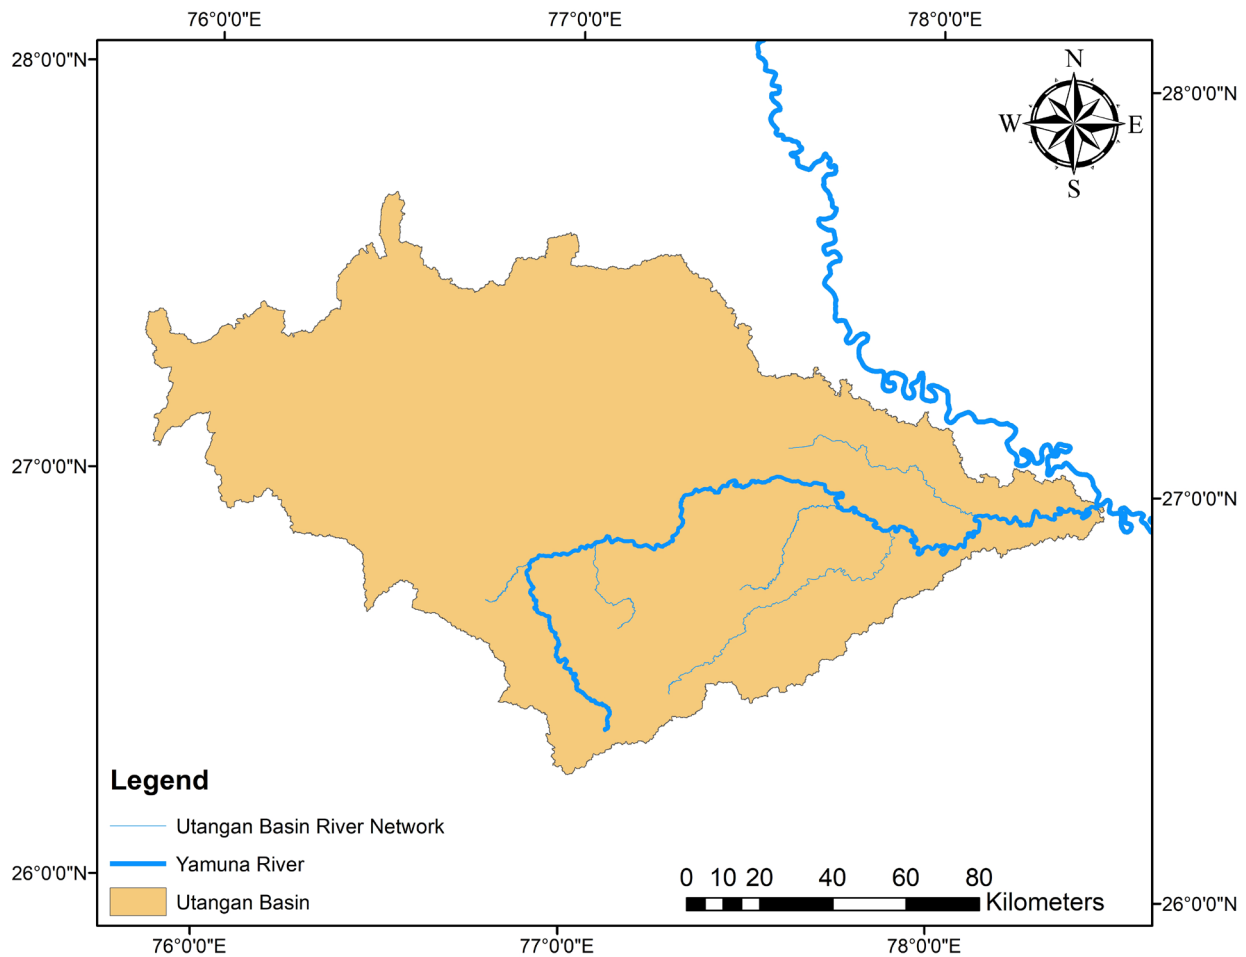 76°0'0"E 77°0'0"E 78°0'0"E
28°0'0"N
28°0'0"N
N
W E
S
27°0'0"N
27°0'0"N
Legend
Utangan Basin River Network
Yamuna River
Utangan Basin
0 10 20 40 60 80
Kilometers
26°0'0"N
26°0'0"N
76°0'0"E 77°0'0"E 78°0'0"E